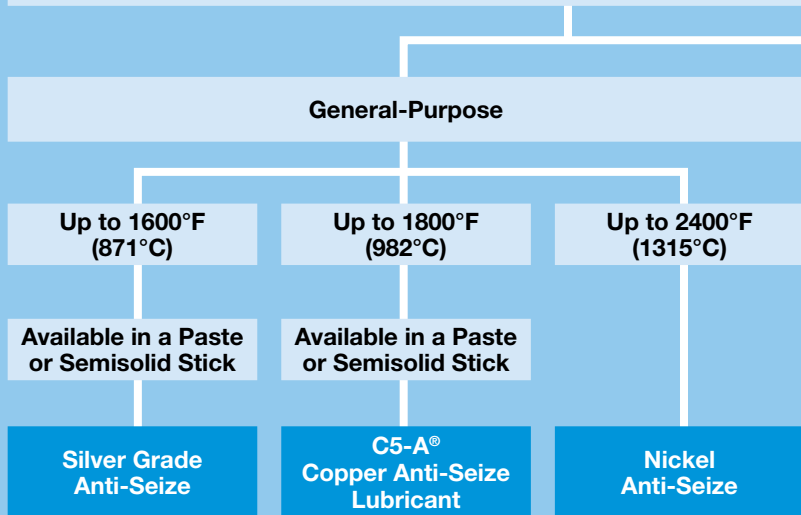 General-Purpose
Up to 1600°F
(871°C)
Up to 1800°F
(982°C)
Up to 2400°F
(1315°C)
Available in a Paste
or Semisolid Stick
Available in a Paste
or Semisolid Stick
Silver Grade
Anti-Seize
C5-A®
Copper Anti-Seize
Lubricant
Nickel
Anti-Seize